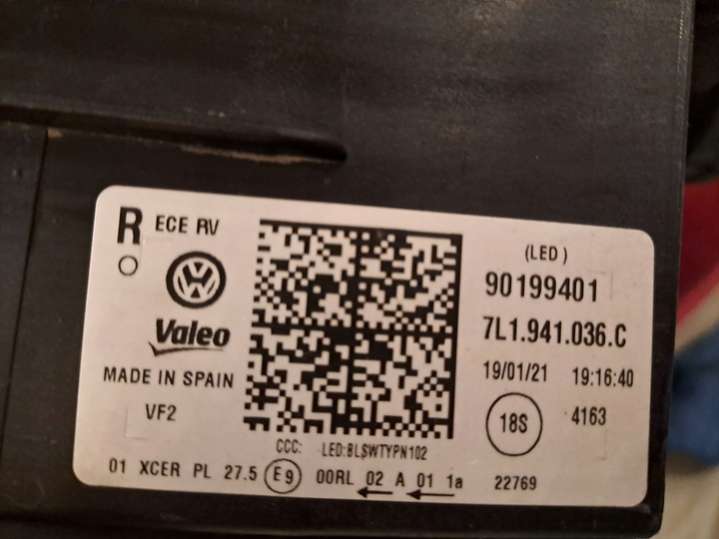 R ECE RV
O
VW
Valeo
MADE IN SPAIN
VF2
(LED)
90199401
7L1.941.036.C
19/01/21 19:16:40
18S 4163
CCC: LED:BLSWTYPN102
01 XCER PL 27.5 E9 00RL 02 A 01 1a 22769